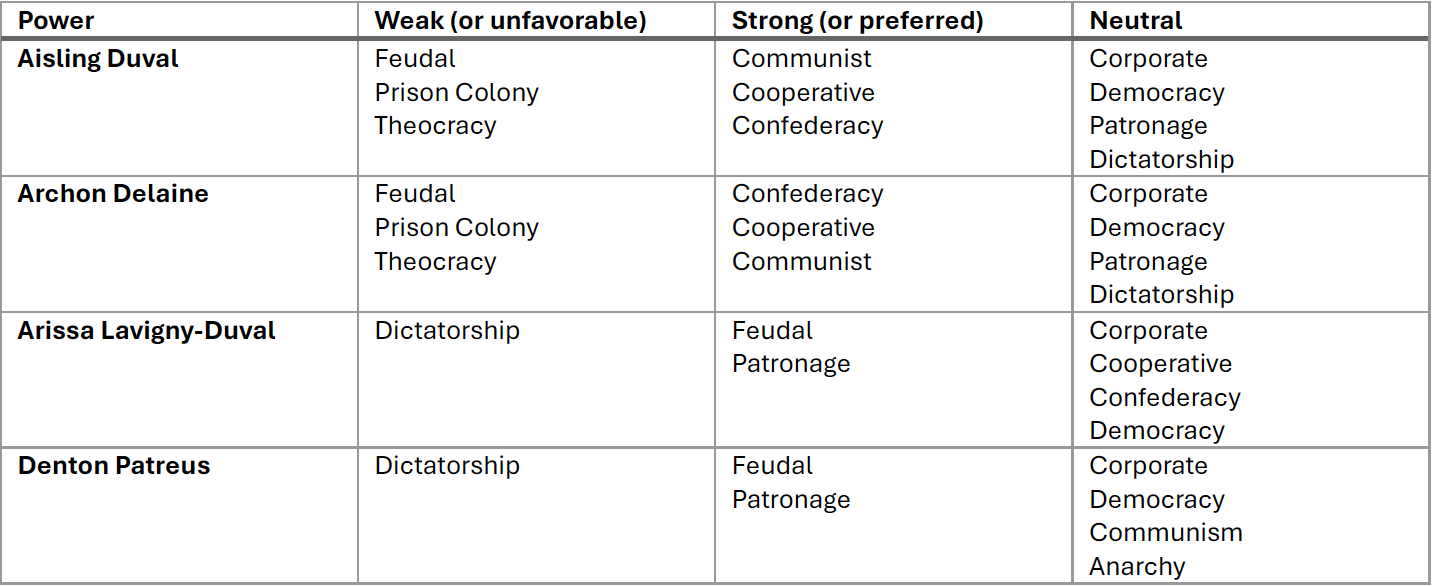 Power Weak (or unfavorable) Strong (or preferred) Neutral
Aisling Duval Feudal Communist Corporate
Prison Colony Cooperative Democracy
Theocracy Confederacy Patronage
Dictatorship
Archon Delaine Feudal Confederacy Corporate
Prison Colony Cooperative Democracy
Theocracy Communist Patronage
Dictatorship
Arissa Lavigny-Duval Dictatorship Feudal Corporate
Patronage Cooperative
Confederacy
Democracy
Denton Patreus Dictatorship Feudal Corporate
Patronage Democracy
Communism
Anarchy